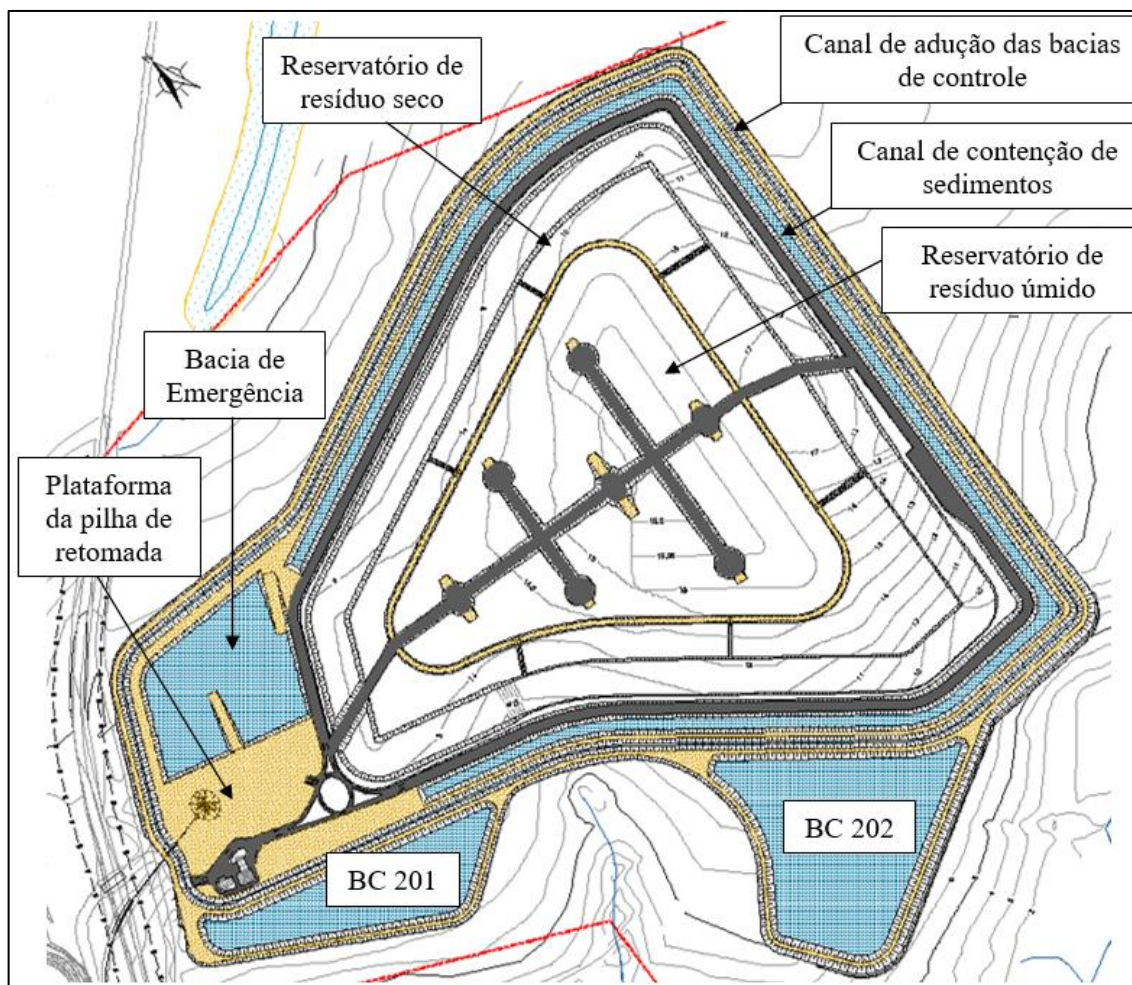 Canal de adução das bacias
de controle
Reservatório de
resíduo seco
Canal de contenção de
sedimentos
Reservatório de
resíduo úmido
Bacia de
Emergência
Plataforma
da pilha de
retomada
BC 202
BC 201